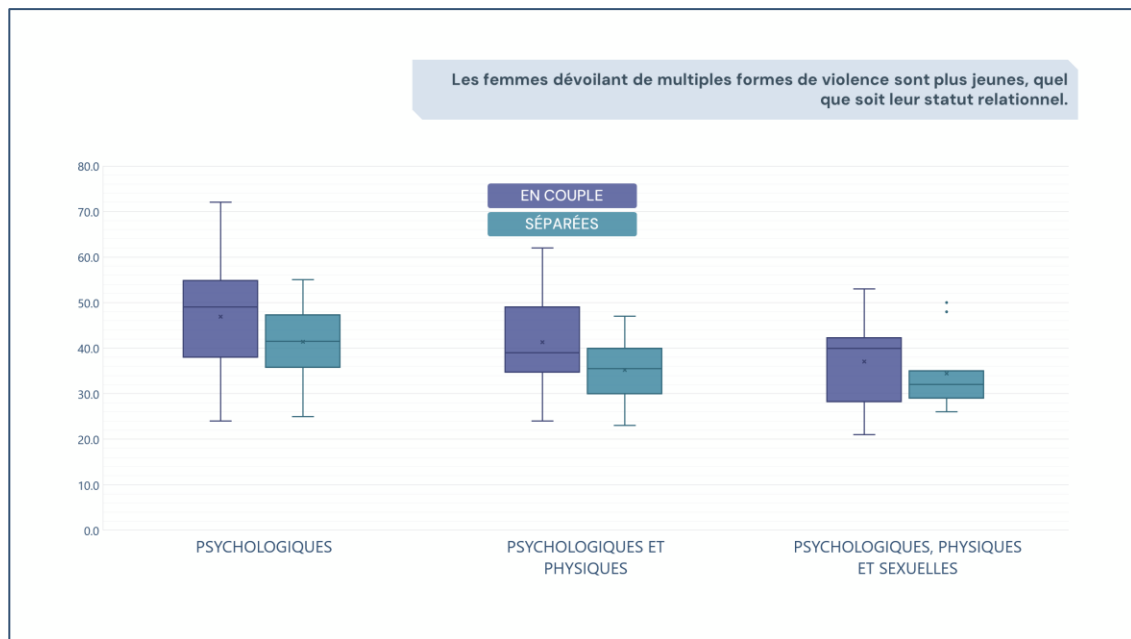 Les femmes dévoilant de multiples formes de violence sont plus jeunes, quel
que soit leur statut relationnel.
80.0
EN COUPLE
SÉPARÉES
70.0
60.0
50.0
40.0
30.0
20.0
10.0
0.0
PSYCHOLOGIQUES
PSYCHOLOGIQUES ET
PHYSIQUES
PSYCHOLOGIQUES, PHYSIQUES
ET SEXUELLES